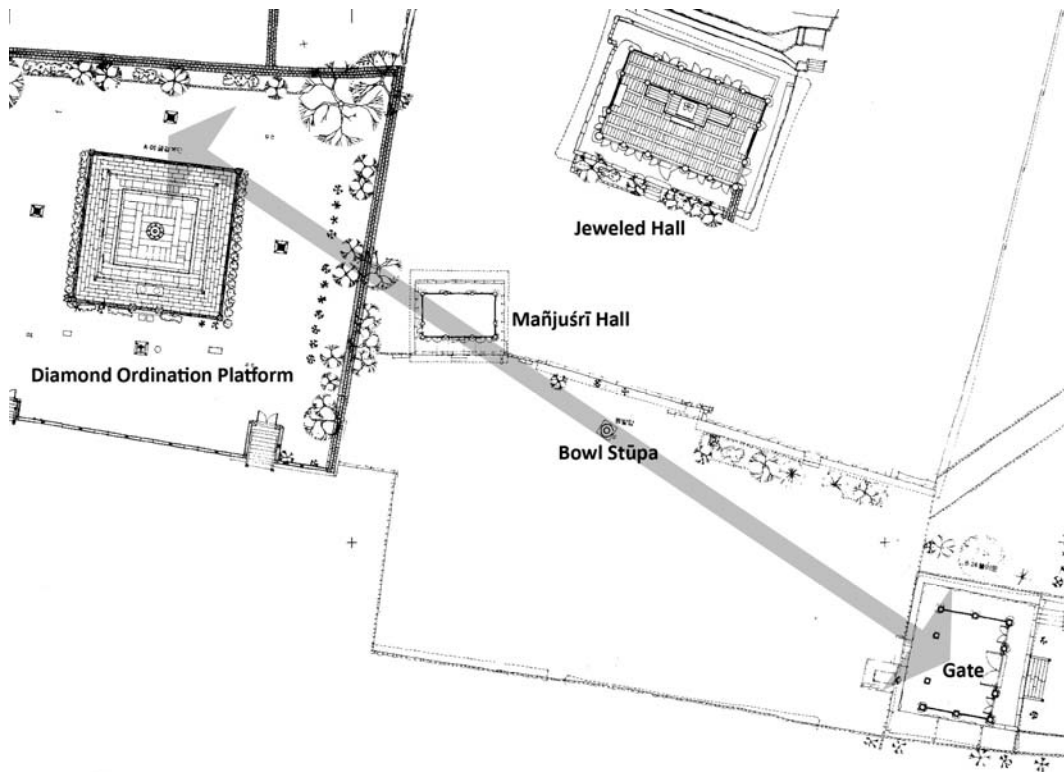 Jeweled Hall
Mañjuśrī Hall
Diamond Ordination Platform
Bowl Stūpa
Gate